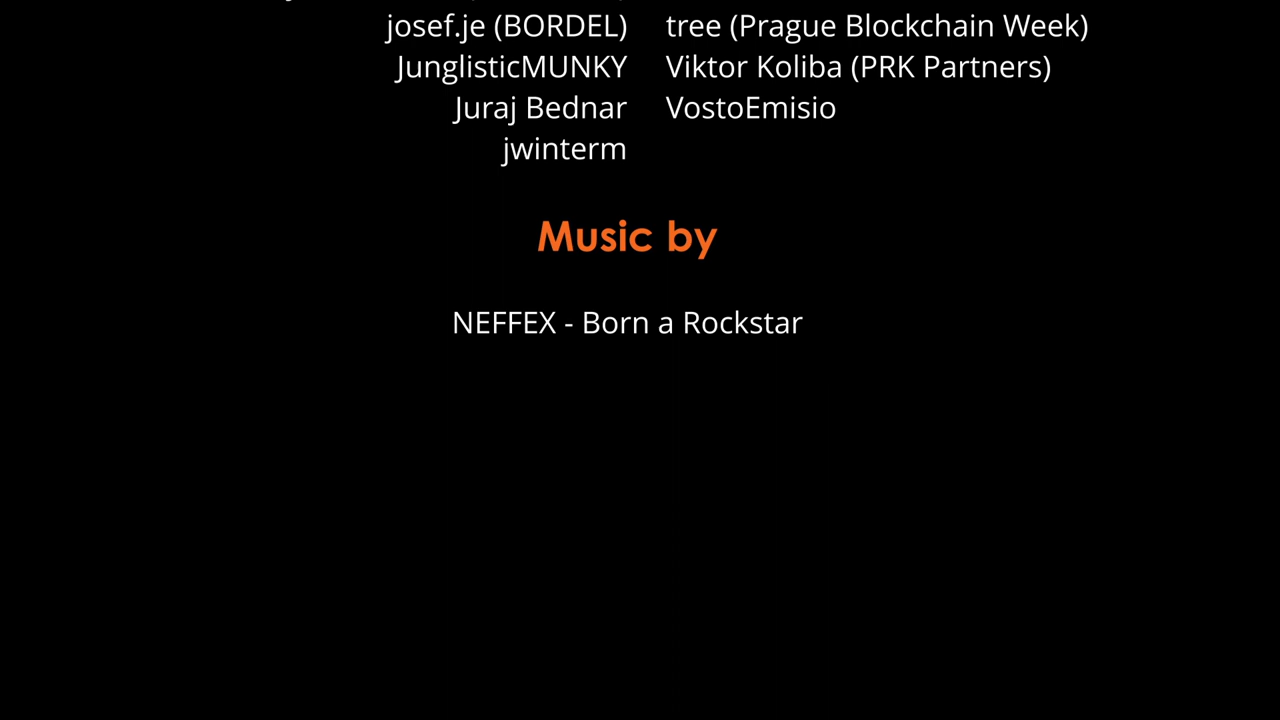 josef.je (BORDEL) tree (Prague Blockchain Week)
JunglisticMUNKY Viktor Koliba (PRK Partners)
Juraj Bednar VostoEmisio
jwinterm
Music by
NEFFEX - Born a Rockstar